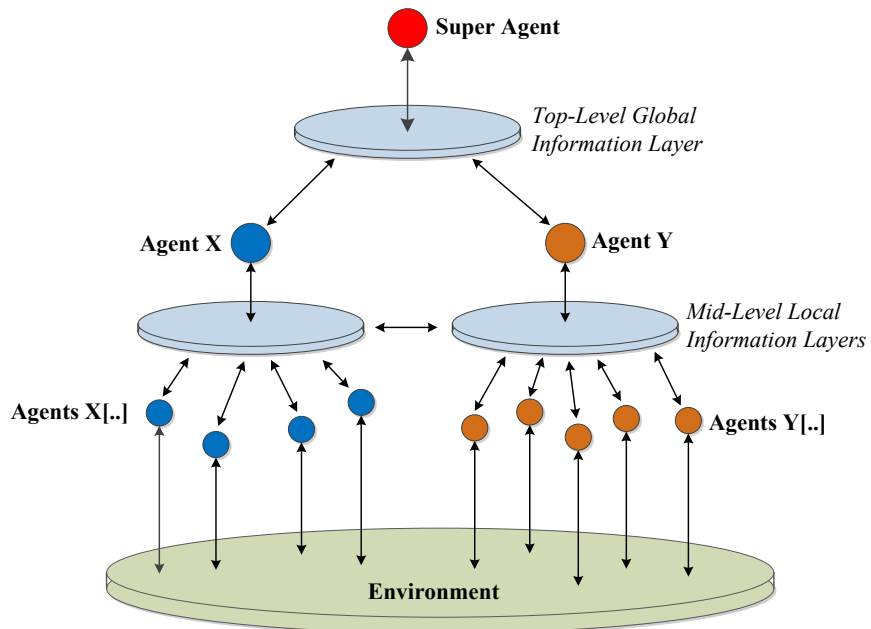 Super Agent
Top-Level Global
Information Layer
Agent X
Agent Y
Mid-Level Local
Information Layers
Agents X[..]
Agents Y[..]
Environment